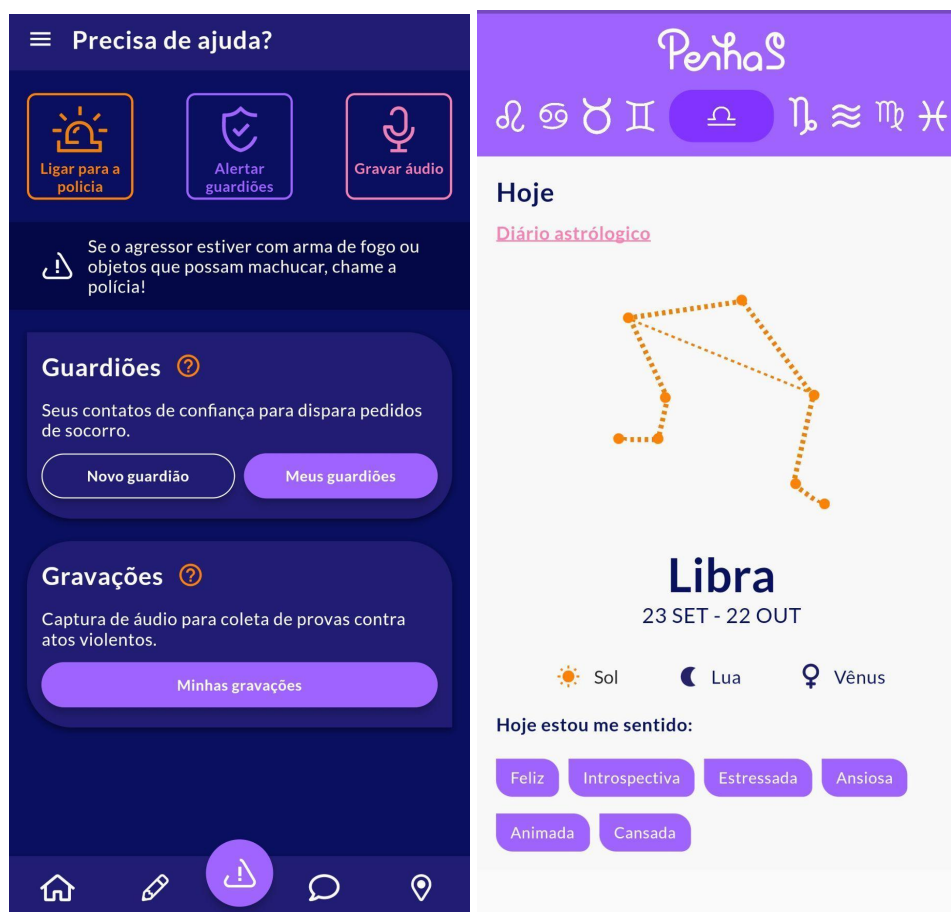 Precisa de ajuda?
Ligar para a
policia
Alertar
guardiões
Gravar áudio
Se o agressor estiver com arma de fogo ou
objetos que possam machucar, chame a
polícia!
Guardiões
Seus contatos de confiança para dispara pedidos
de socorro.
Novo guardião
Meus guardiões
Gravações
Captura de áudio para coleta de provas contra
atos violentos.
Minhas gravações
PenhaS
Hoje
Diário astrólogico
Libra
23 SET - 22 OUT
Sol
Lua
Vênus
Hoje estou me sentido:
Feliz
Introspectiva
Estressada
Ansiosa
Animada
Cansada